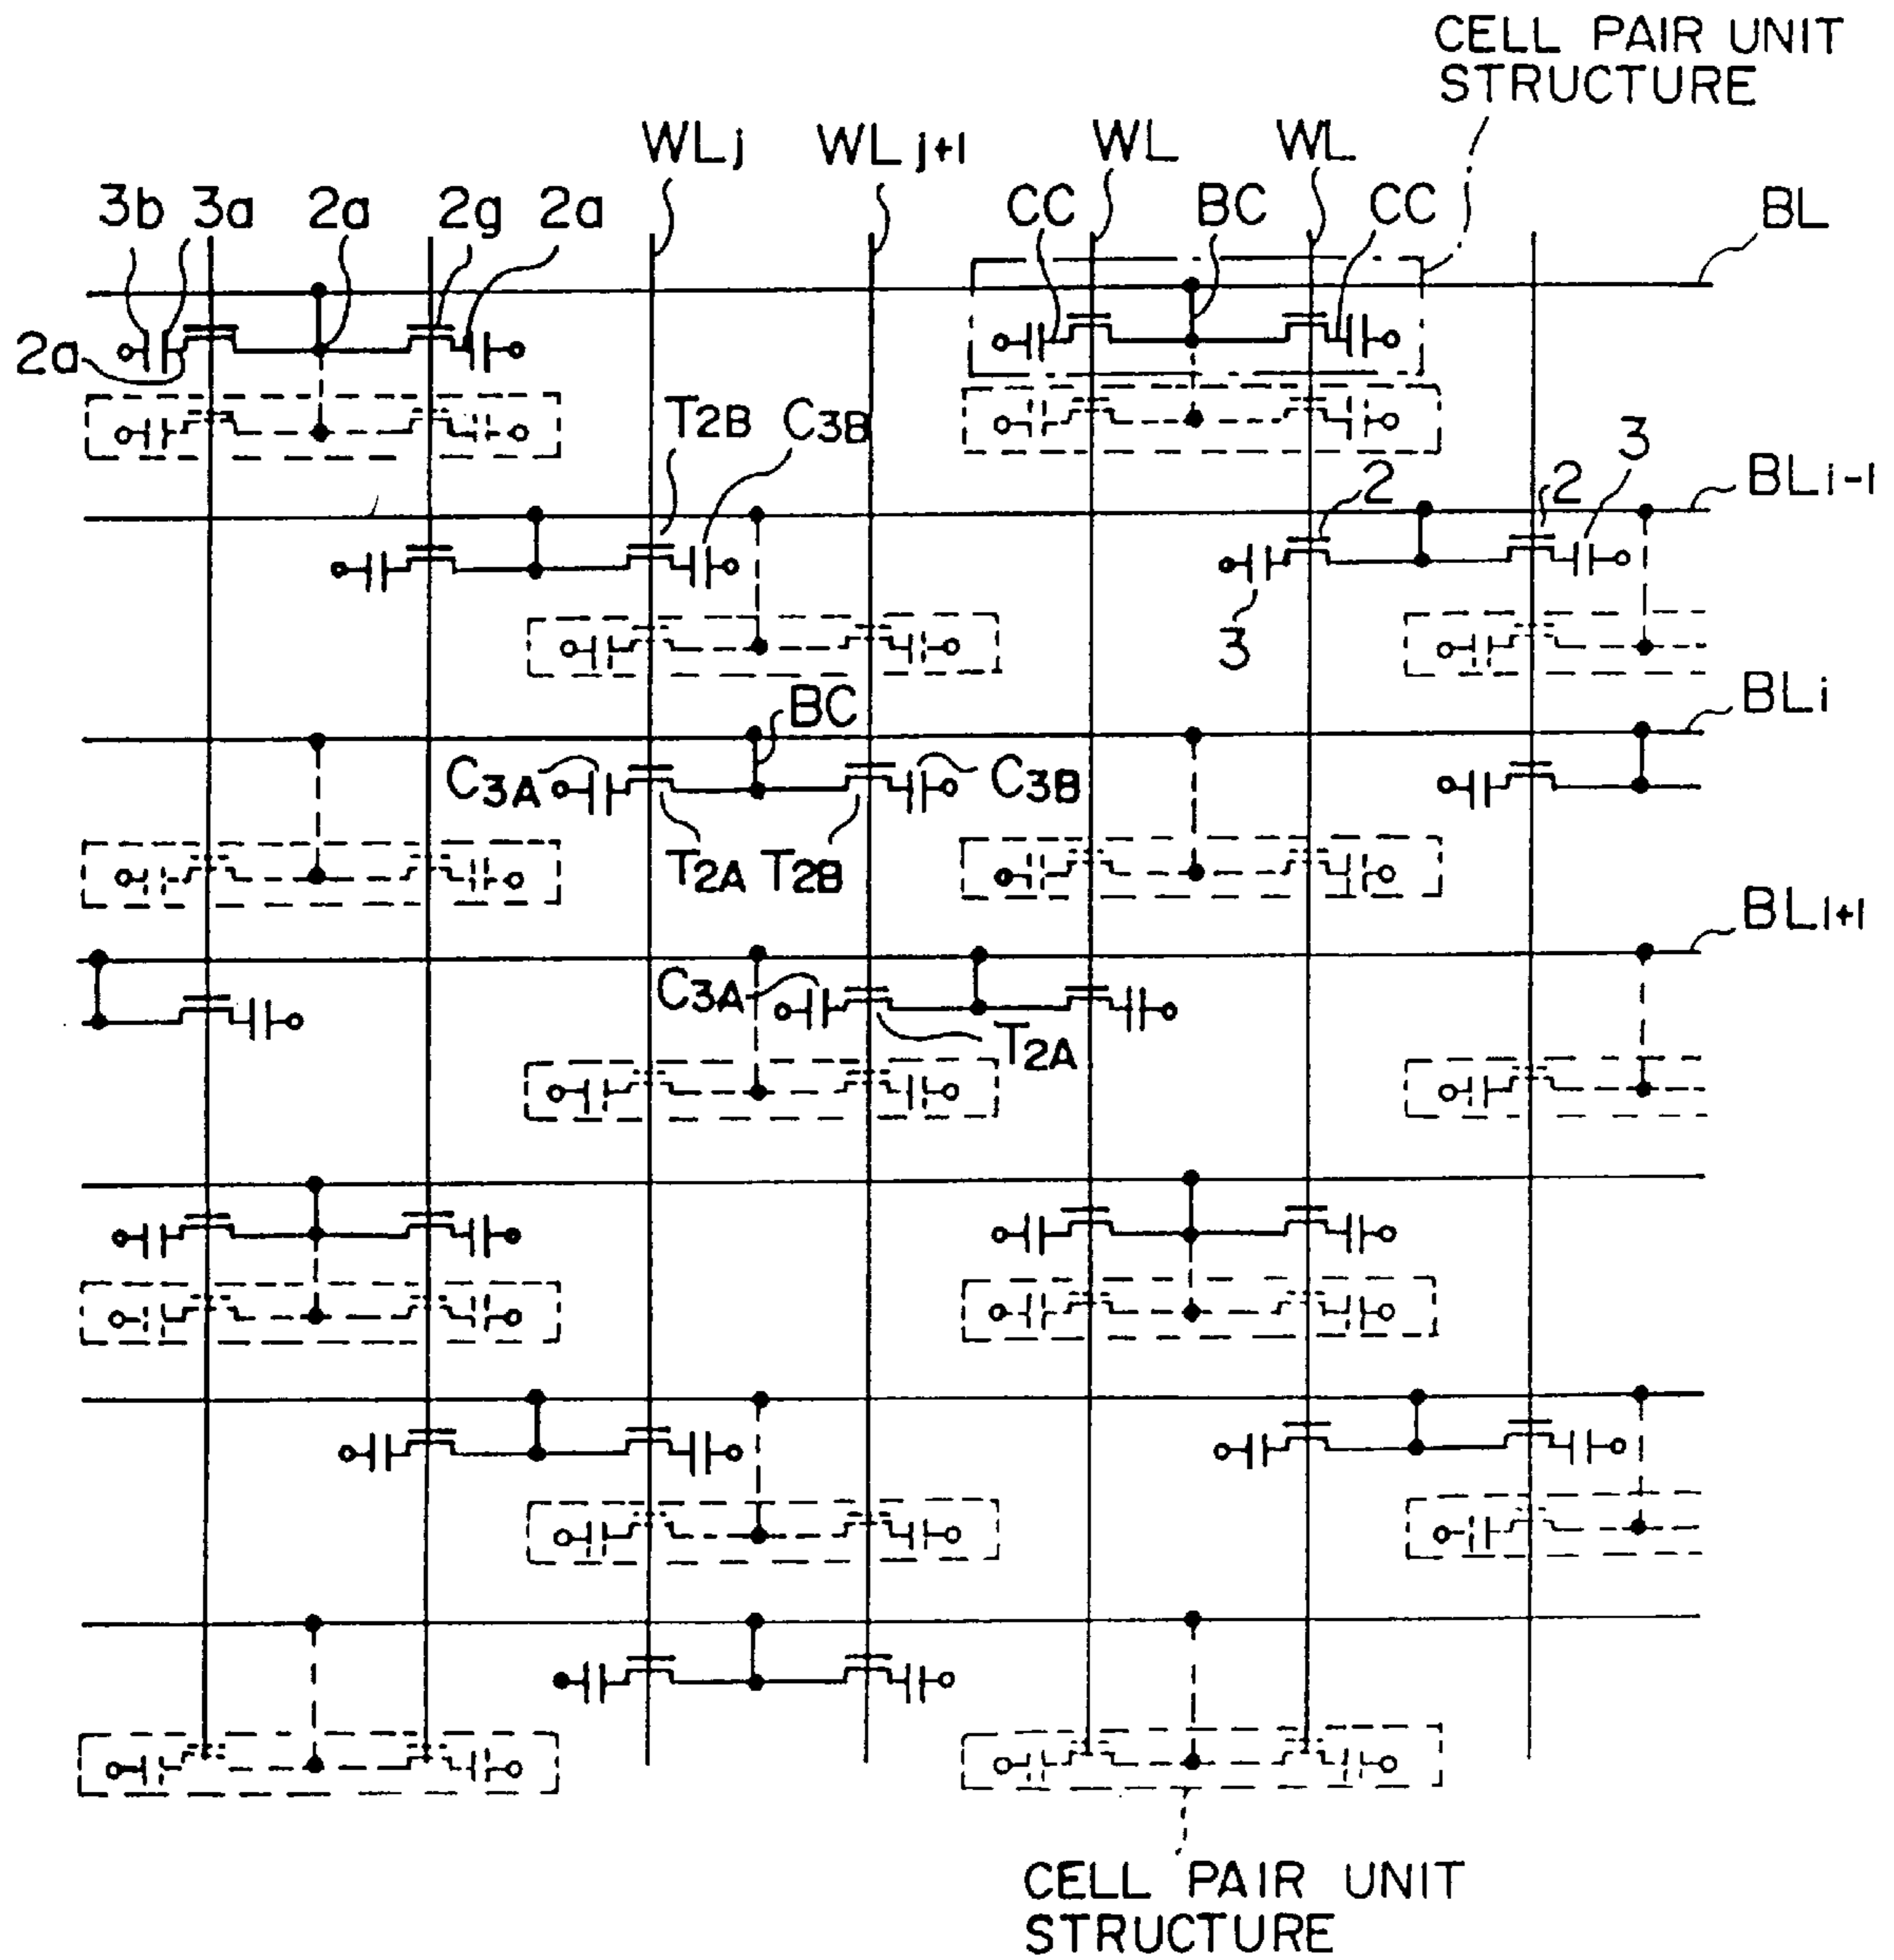 CELL PAIR UNIT
STRUCTURE
WLj
WLj+1
WL
WL
3b
3a
2a
2g
2a
CC
BC
CC
BL
2a
T2B
C3B
2
2
3
BLi-1
3
BC
BLi
C3A
C3B
T2A
T2B
BLi+1
C3A
T2A
CELL PAIR UNIT
STRUCTURE